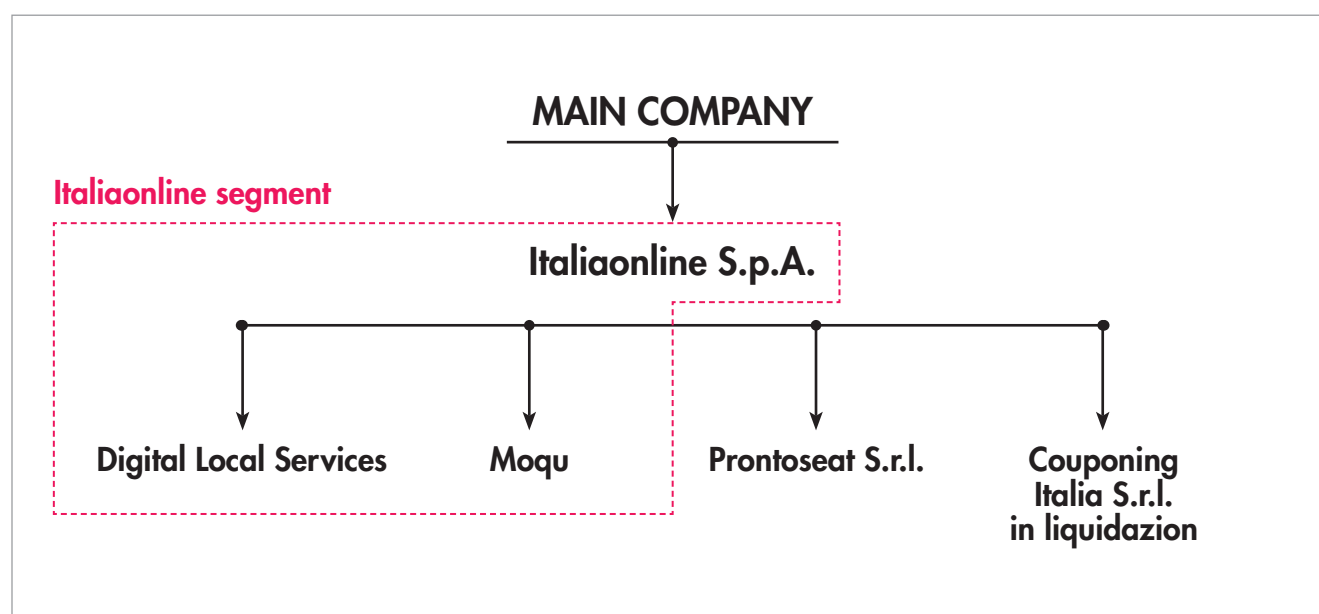 MAIN COMPANY
Italiaonline segment
Italiaonline S.p.A.
Digital Local Services
Moqu
Prontoseat S.r.l.
Couponing
Italia S.r.l.
in liquidazion